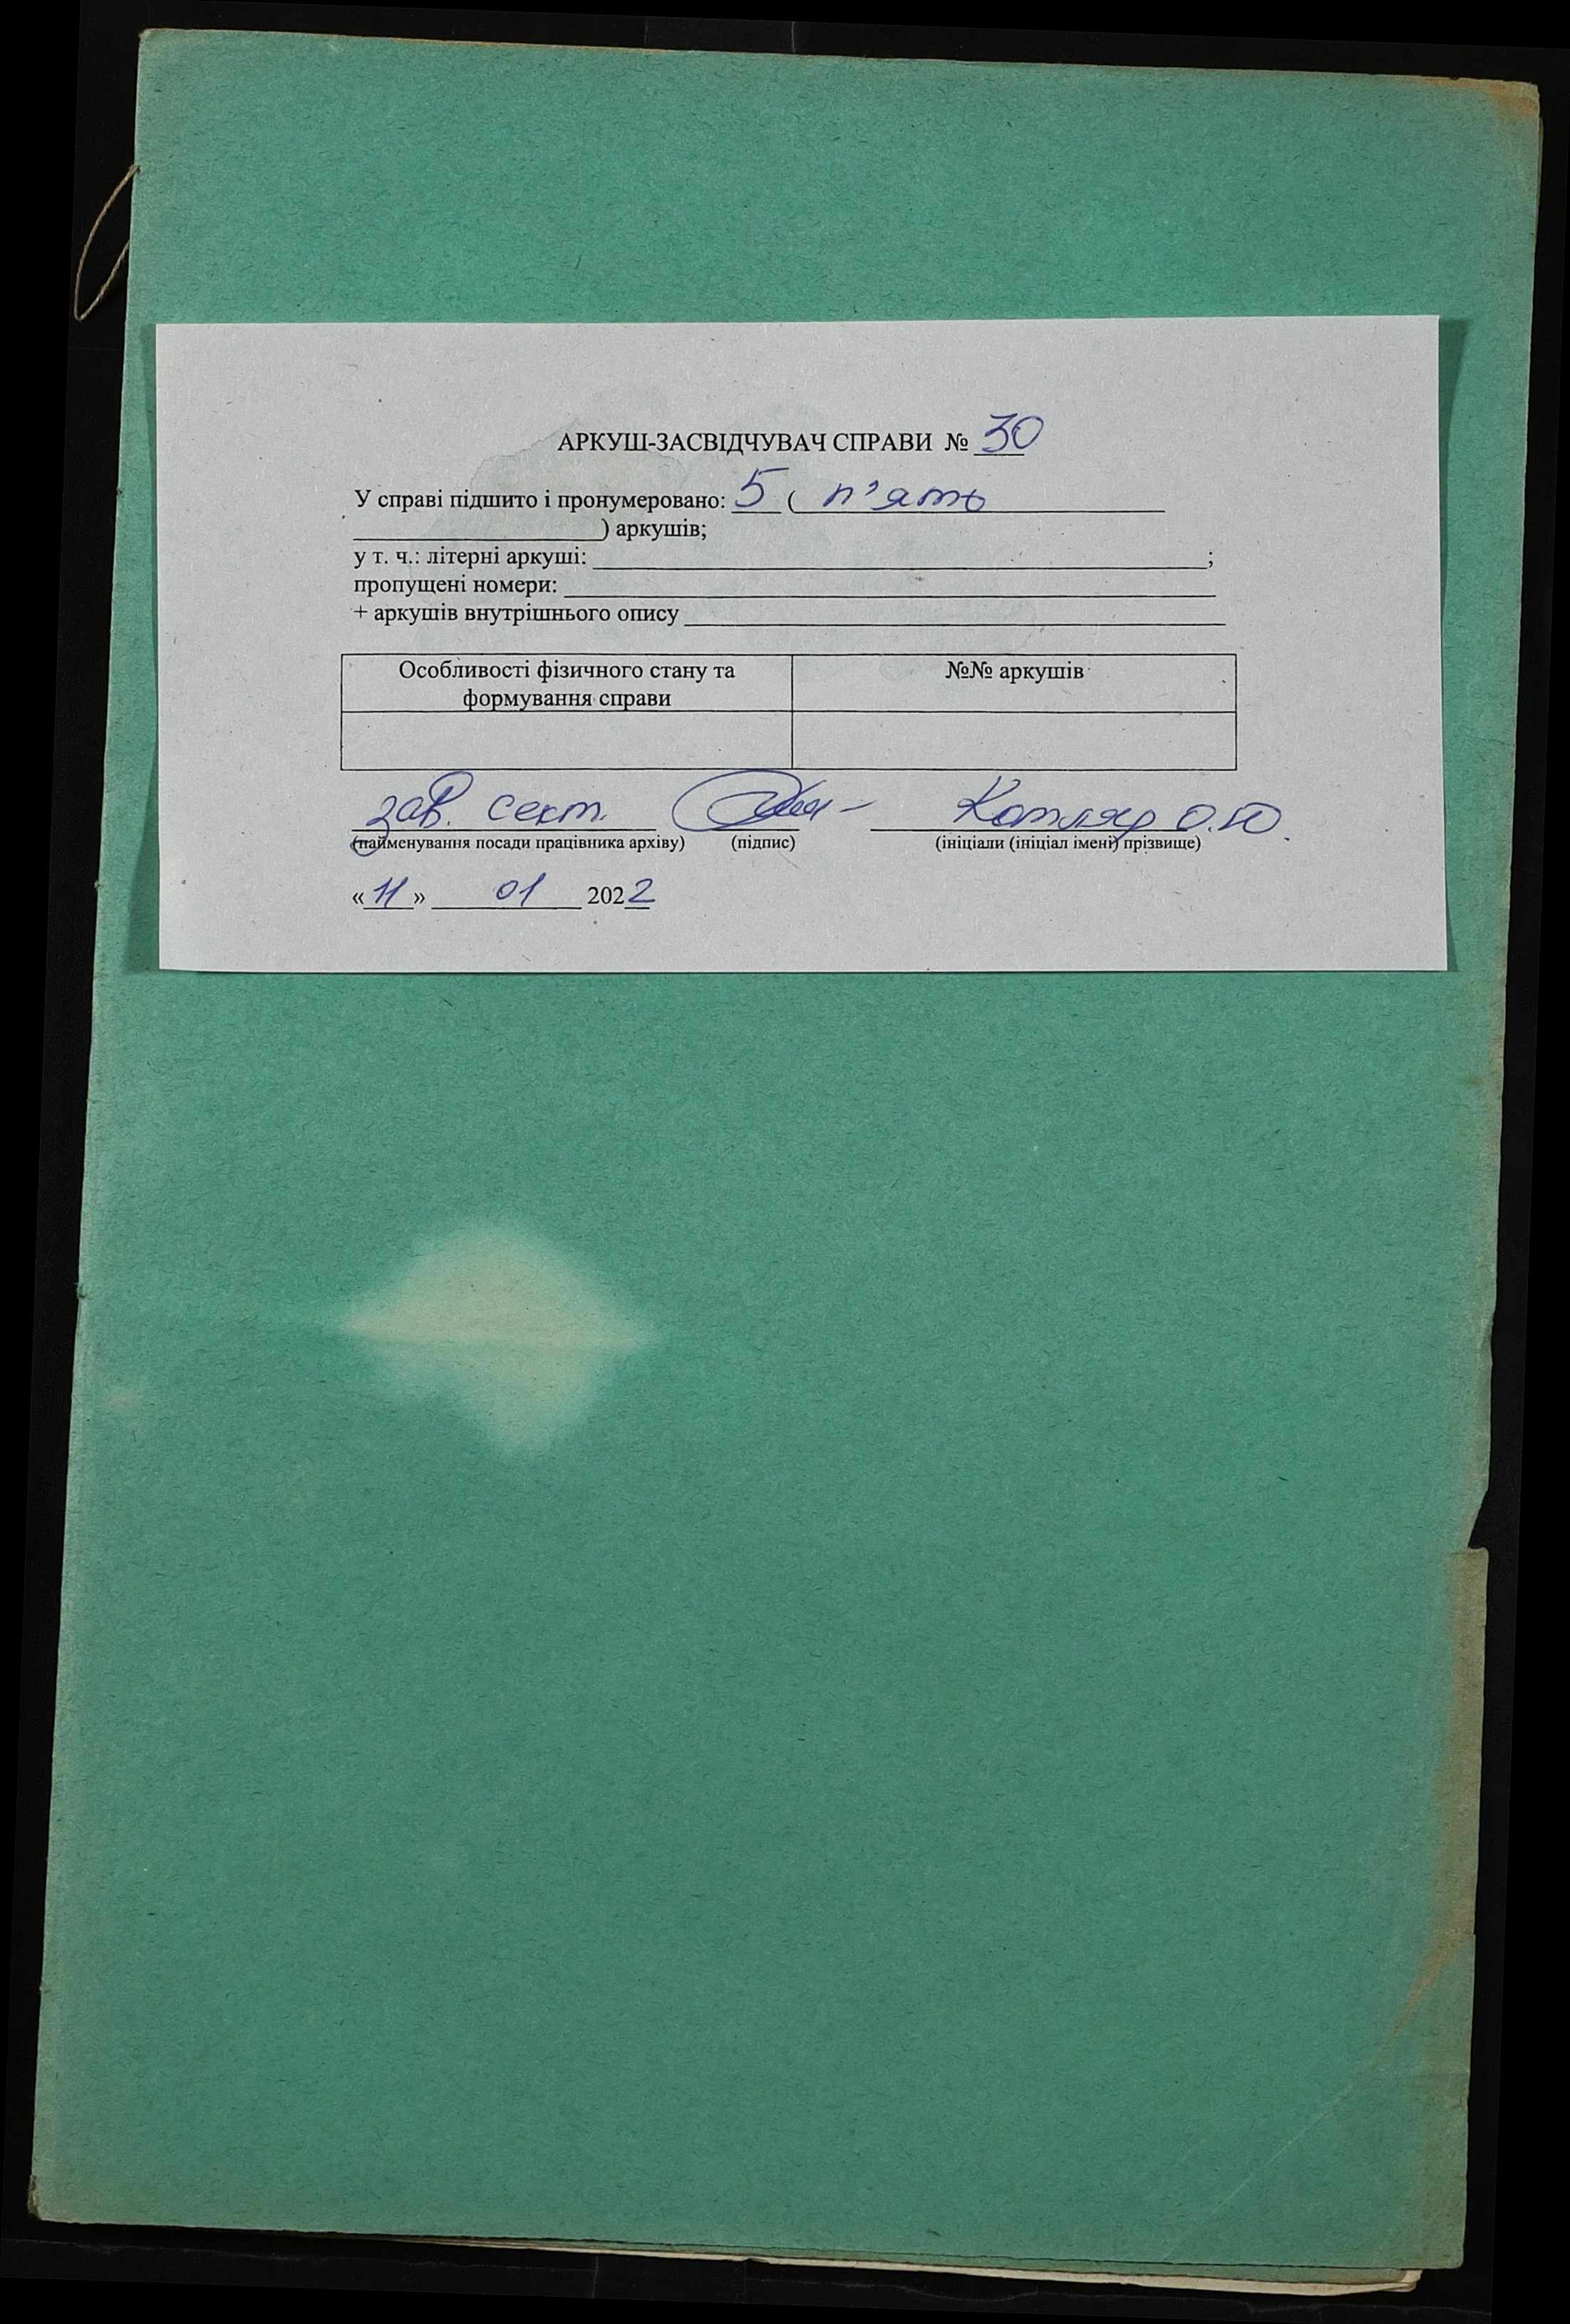 АРКУШ-ЗАСВІДЧУВАЧ СПРАВИ № 30
У справі підшито і пронумеровано: 5 ( п'ять
) аркушів;
у т. ч.: літерні аркуші: ;
пропущені номери:
+ аркушів внутрішнього опису
Особливості фізичного стану та формування справи
№№ аркушів
зав. сект. Котляр О.Ю.
(найменування посади працівника архіву) (підпис) (ініціали (ініціал імені) прізвище)
«11» 01 2022